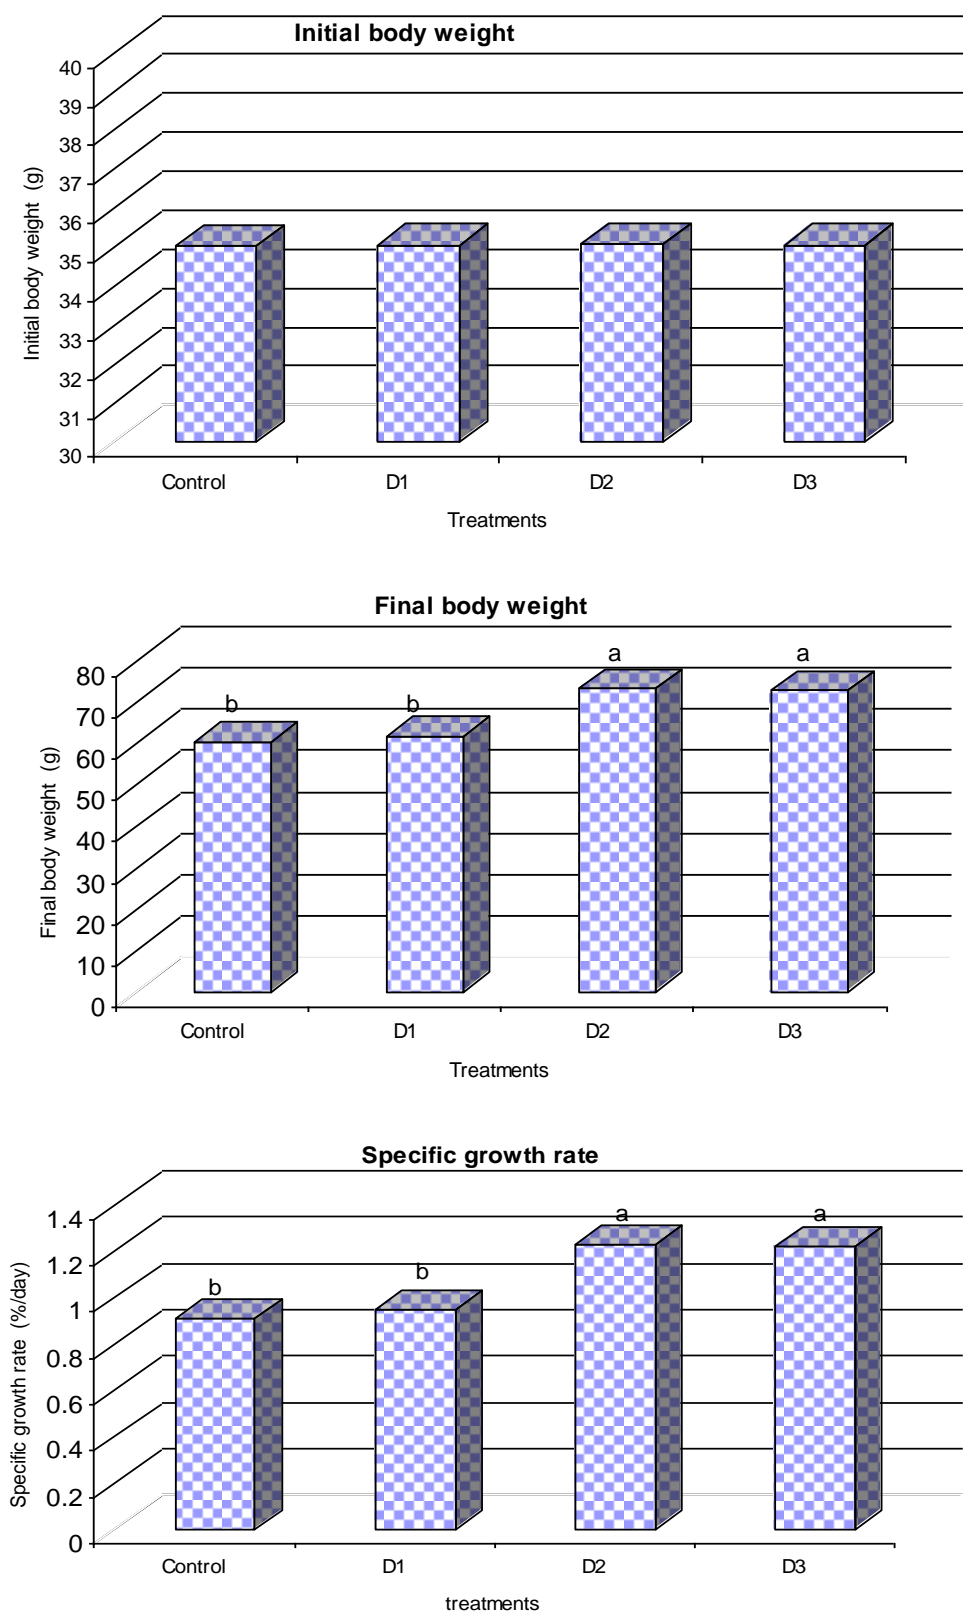 Initial body weight
40
39
38
37
36
35
34
33
32
31
30
Initial body weight (g)
Control D1 D2 D3
Treatments
Final body weight
a a
b b
80
70
60
50
40
30
20
10
0
Final body weight (g)
Control D1 D2 D3
Treatments
Specific growth rate
a a
b b
1.4
1.2
1
0.8
0.6
0.4
0.2
0
Specific growth rate (%/day)
Control D1 D2 D3
treatments